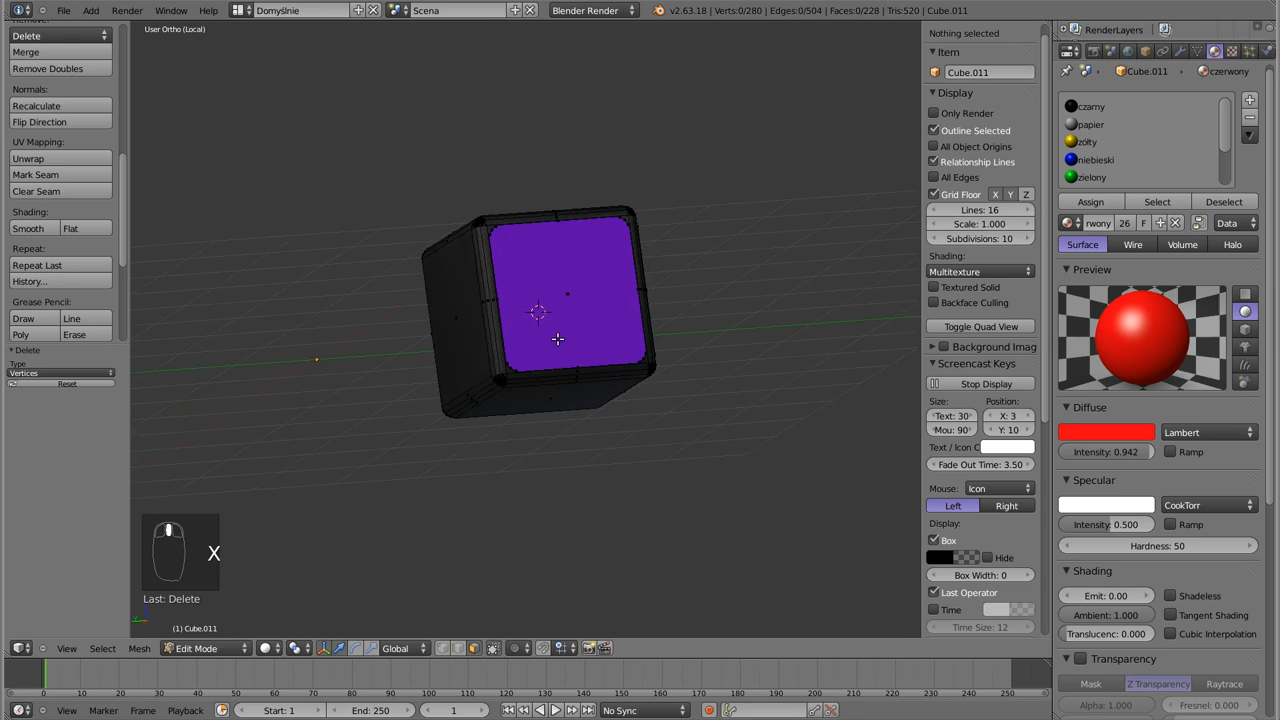 File Add Render Window Help Domyślnie Scena Blender Render v2.63.18 | Verts:0/280 | Edges:0/504 | Faces:0/228 | Tris:520 | Cube.011
User Ortho (Local)
Delete
Merge
Remove Doubles
Normals:
Recalculate
Flip Direction
UV Mapping:
Unwrap
Mark Seam
Clear Seam
Shading:
Smooth Flat
Repeat:
Repeat Last
History...
Grease Pencil:
Draw Line
Poly Erase
Delete
Type
Vertices
Reset
X
Last: Delete
(1) Cube.011
Nothing selected
Item
Cube.011
Display
Only Render
Outline Selected
All Object Origins
Relationship Lines
All Edges
Grid Floor X Y Z
Lines: 16
Scale: 1.000
Subdivisions: 10
Shading:
Multitexture
Textured Solid
Backface Culling
Toggle Quad View
Background Imag
Screencast Keys
Stop Display
Size: Position:
Text: 30 X: 3
Mou: 90 Y: 10
Text / Icon C
Fade Out Time: 3.50
Mouse: Icon
Left Right
Display:
Box
Hide
Box Width: 0
Last Operator
Time
Time Size: 12
RenderLayers
Cube.011 czerwony
czarny
papier
zółty
niebieski
zielony
Assign Select Deselect
rwony 26 F Data
Surface Wire Volume Halo
Preview
Diffuse
Lambert
Intensity: 0.942 Ramp
Specular
CookTorr
Intensity: 0.500 Ramp
Hardness: 50
Shading
Emit: 0.00 Shadeless
Ambient: 1.000 Tangent Shading
Translucenc: 0.000 Cubic Interpolation
Transparency
Mask Z Transparency Raytrace
Alpha: 1.000 Fresnel: 0.000
View Select Mesh Edit Mode Global
0 10 20 30 40 50 60 70 80 90 100 110 120 130 140 150 160 170 180 190 200 210 220 230 240 250
View Marker Frame Playback Start: 1 End: 250 1 No Sync